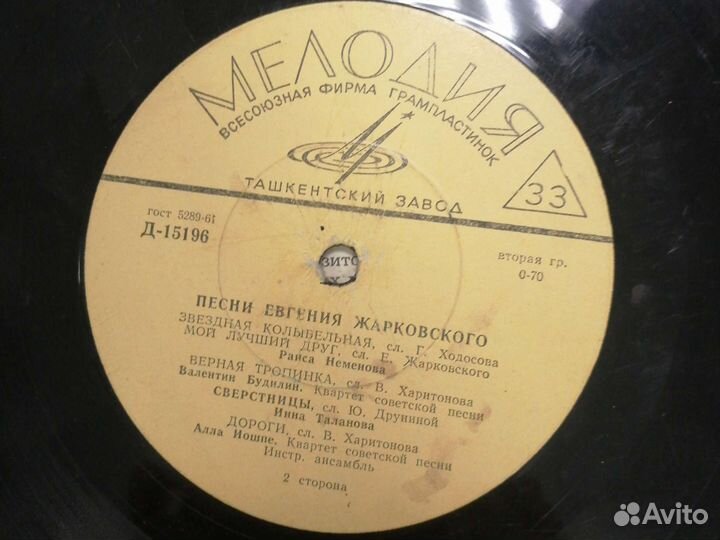 МЕЛОДИЯ
ВСЕСОЮЗНАЯ ФИРМА ГРАМПЛАСТИНОК
ТАШКЕНТСКИЙ ЗАВОД
33
гост 5289-61
Д-15196
вторая гр.
0-70
ЗИТО
ПЕСНИ ЕВГЕНИЯ ЖАРКОВСКОГО
ЗВЕЗДНАЯ КОЛЫБЕЛЬНАЯ, сл. Г. Ходосова
МОЙ ЛУЧШИЙ ДРУГ, сл. Е. Жарковского
Раиса Неменова
ВЕРНАЯ ТРОПИНКА, сл. В. Харитонова
Валентин Будилин, Квартет советской песни
СВЕРСТНИЦЫ, сл. Ю. Друниной
Инна Таланова
ДОРОГИ, сл. В. Харитонова
Алла Иошпе, Квартет советской песни
Инстр. ансамбль
2 сторона
Avito